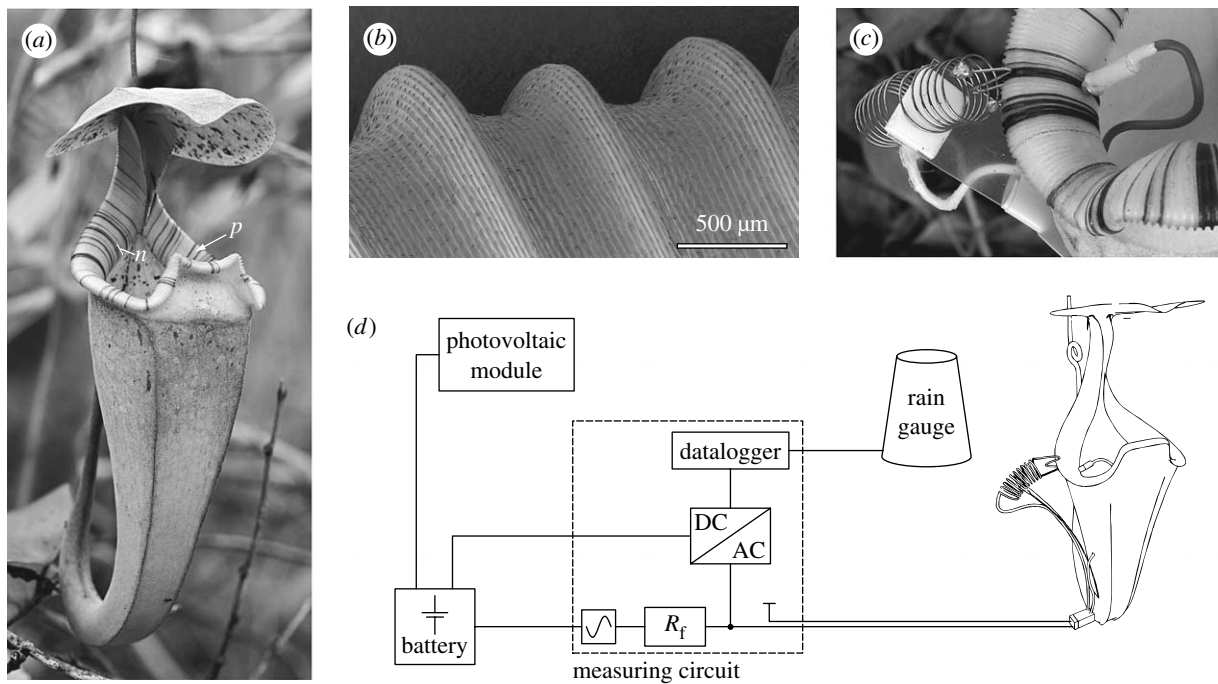 (a)
n
p
(b)
500 µm
(c)
(d)
photovoltaic
module
rain
gauge
datalogger
DC
AC
battery
R_f
measuring circuit